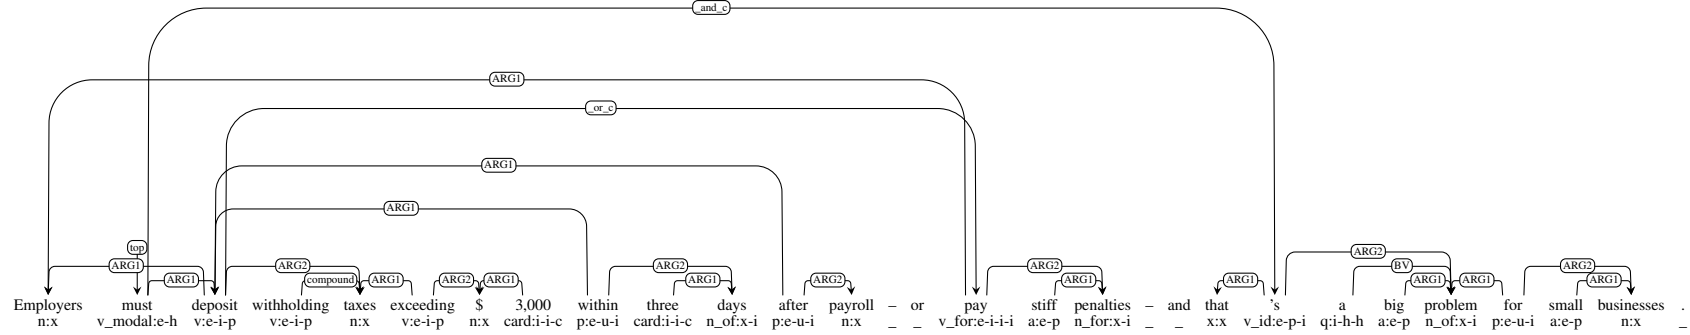 _and_c
ARG1
_or_c
ARG1
ARG1
top
ARG2
ARG1 ARG2 ARG2 ARG2 BV ARG2
ARG1 compound ARG1 ARG2 ARG1 ARG1 ARG2 ARG1 ARG1 ARG1 ARG1 ARG1
Employers must deposit withholding taxes exceeding $ 3,000 within three days after payroll – or pay stiff penalties – and that 's a big problem for small businesses .
n:x v_modal:e-h v:e-i-p v:e-i-p n:x v:e-i-p n:x card:i-i-c p:e-u-i card:i-i-c n_of:x-i p:e-u-i n:x _ _ v_for:e-i-i-i a:e-p n_for:x-i _ _ x:x v_id:e-p-i q:i-h-h a:e-p n_of:x-i p:e-u-i a:e-p n:x _